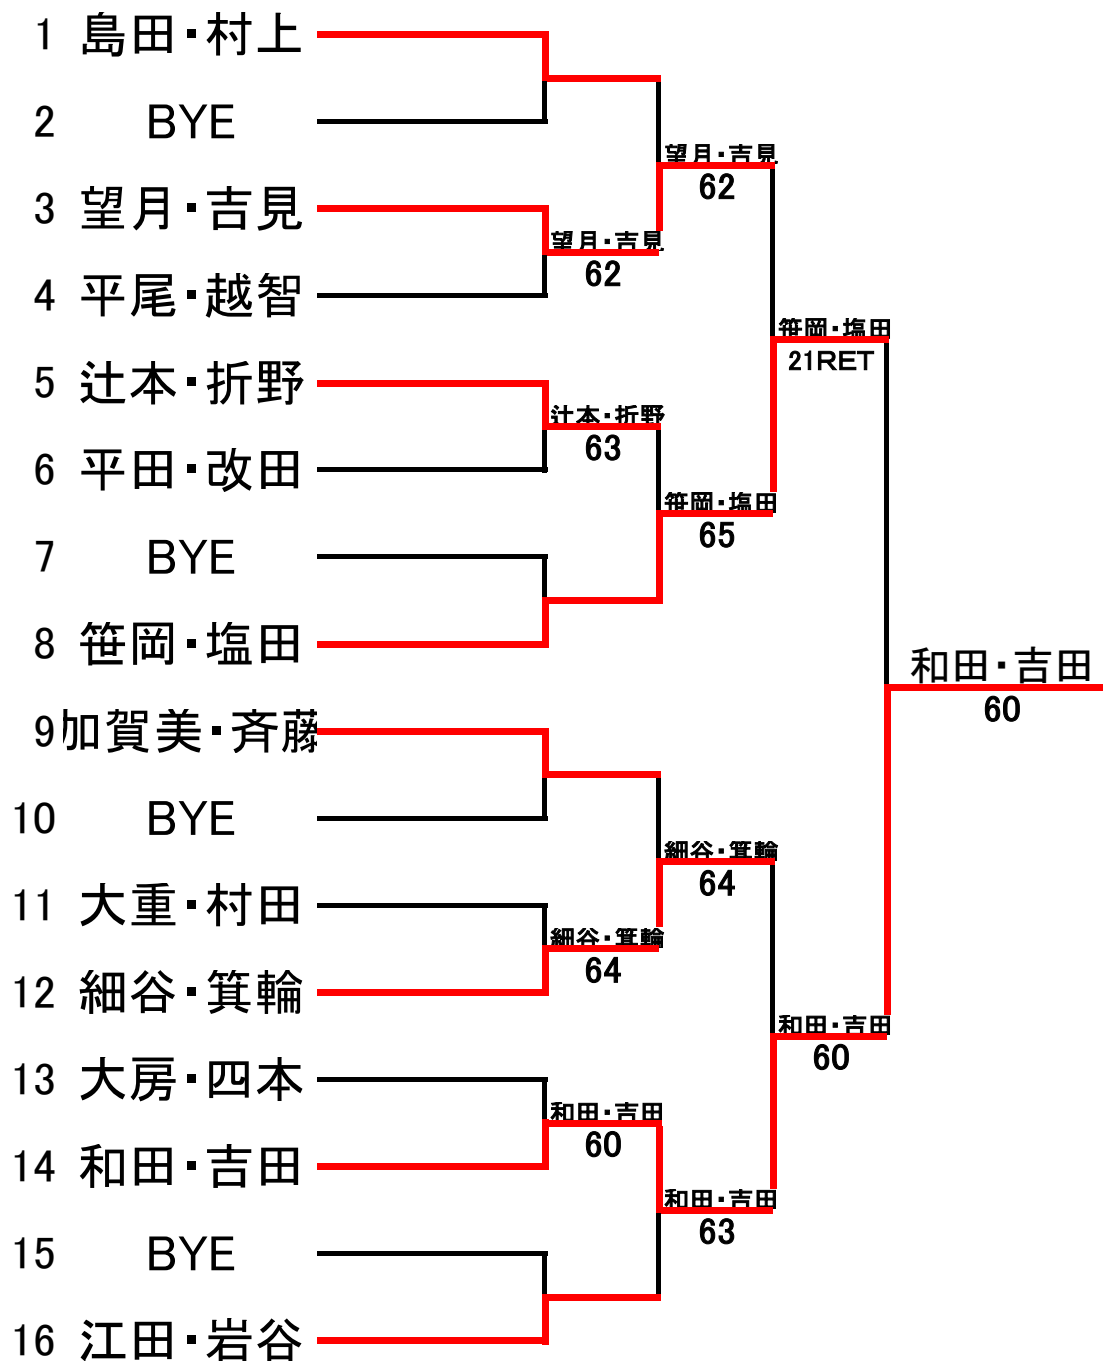 1 島田・村上
2 BYE
望月・吉見
62
3 望月・吉見
望月・吉見
62
4 平尾・越智
笹岡・塩田
21RET
5 辻本・折野
辻本・折野
63
6 平田・改田
笹岡・塩田
65
7 BYE
8 笹岡・塩田
和田・吉田
60
9 加賀美・斉藤
10 BYE
細谷・箕輪
64
11 大重・村田
細谷・箕輪
64
12 細谷・箕輪
和田・吉田
60
13 大房・四本
和田・吉田
60
14 和田・吉田
和田・吉田
63
15 BYE
16 江田・岩谷